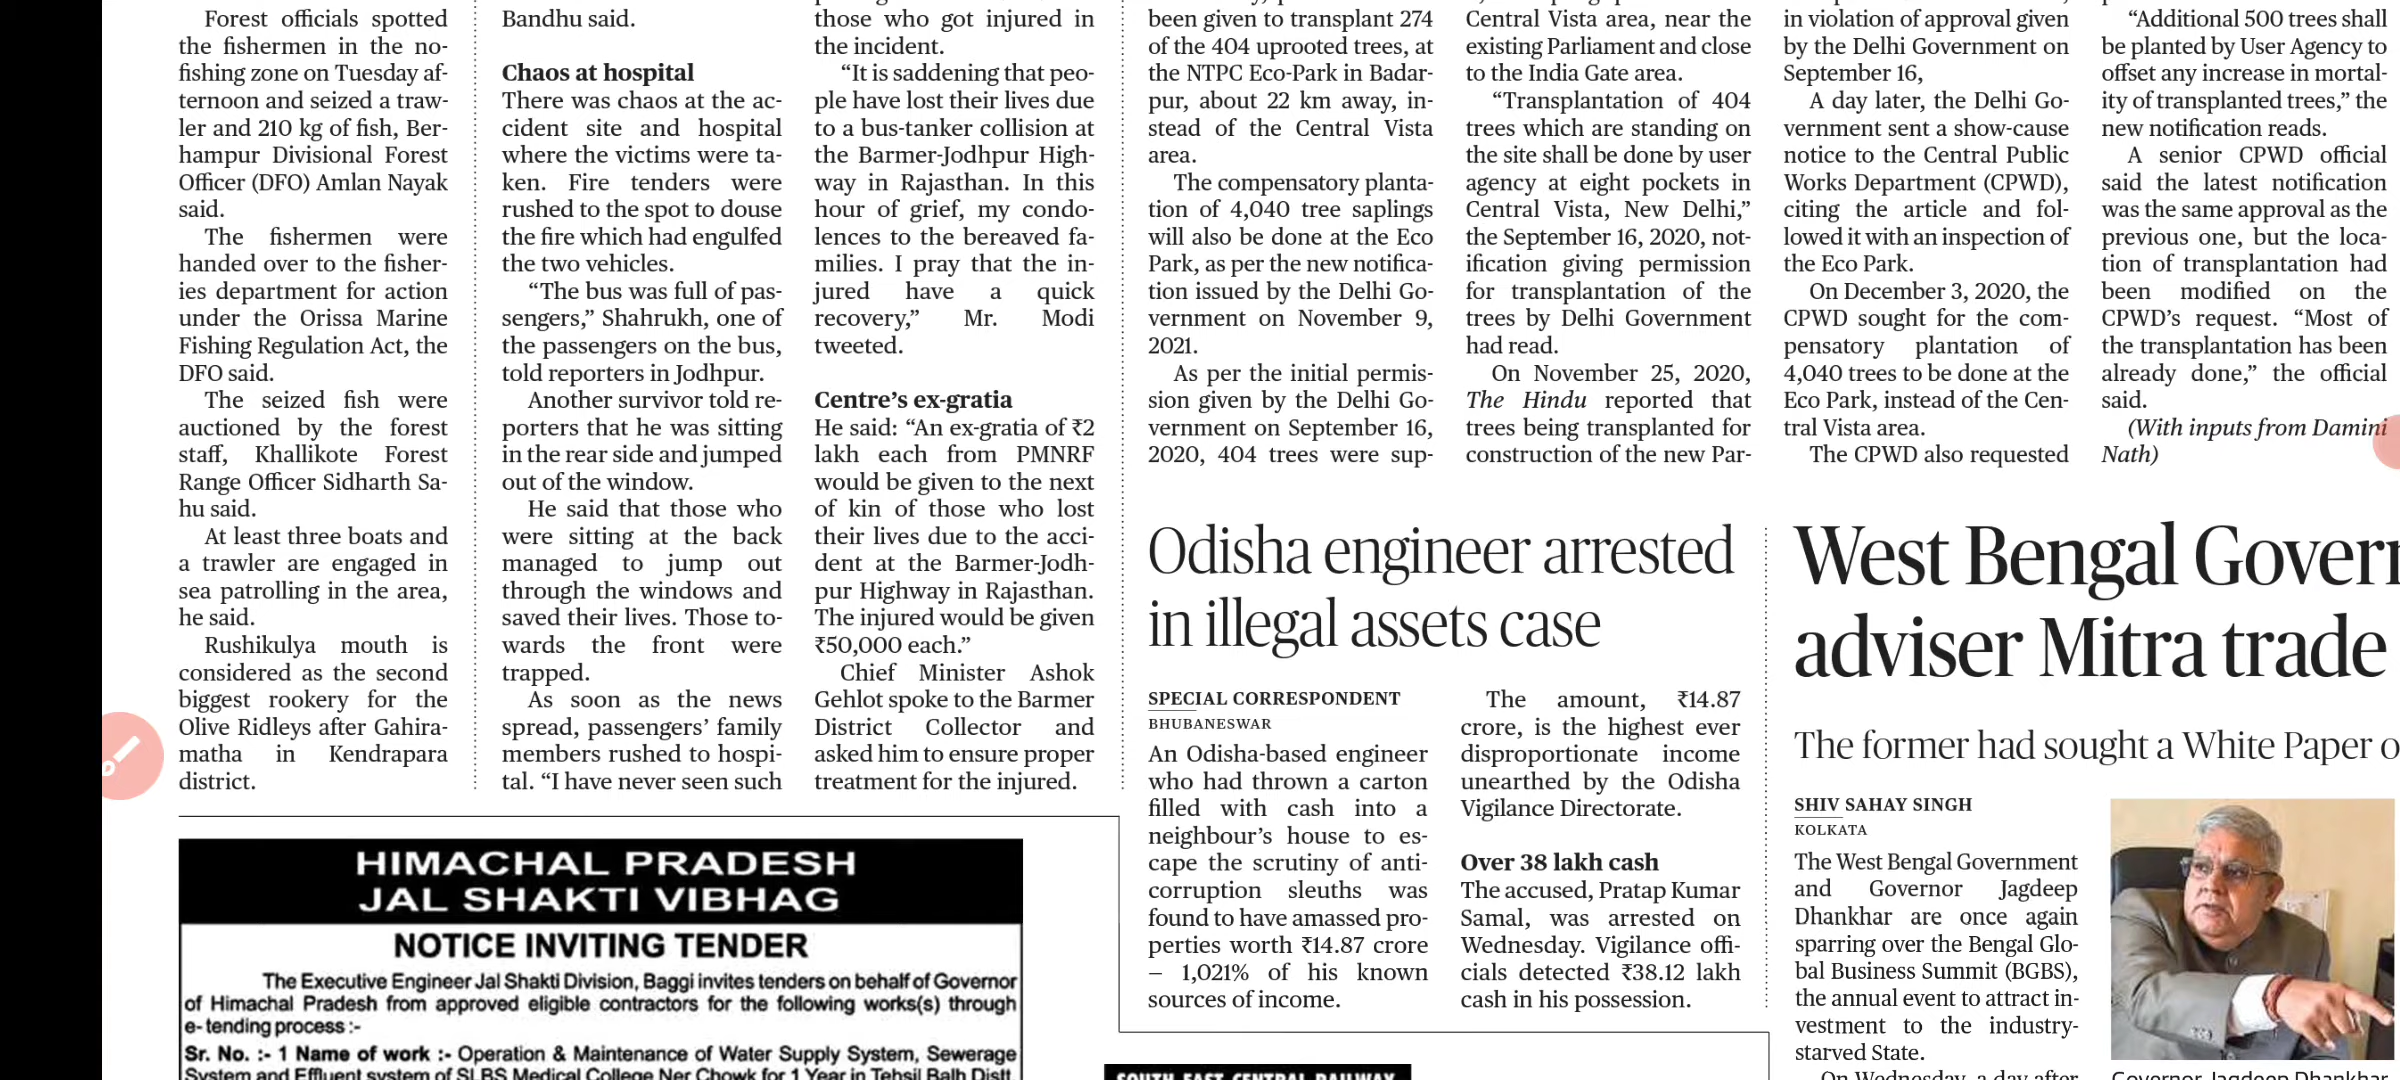 Forest officials spotted
the fishermen in the no-
fishing zone on Tuesday af-
ternoon and seized a traw-
ler and 210 kg of fish, Ber-
hampur Divisional Forest
Officer (DFO) Amlan Nayak
said.
The fishermen were
handed over to the fisher-
ies department for action
under the Orissa Marine
Fishing Regulation Act, the
DFO said.
The seized fish were
auctioned by the forest
staff, Khallikote Forest
Range Officer Sidharth Sa-
hu said.
At least three boats and
a trawler are engaged in
sea patrolling in the area,
he said.
Rushikulya mouth is
considered as the second
biggest rookery for the
Olive Ridleys after Gahira-
matha in Kendrapara
district.
Bandhu said.
Chaos at hospital
There was chaos at the ac-
cident site and hospital
where the victims were ta-
ken. Fire tenders were
rushed to the spot to douse
the fire which had engulfed
the two vehicles.
“The bus was full of pas-
sengers,” Shahrukh, one of
the passengers on the bus,
told reporters in Jodhpur.
Another survivor told re-
porters that he was sitting
in the rear side and jumped
out of the window.
He said that those who
were sitting at the back
managed to jump out
through the windows and
saved their lives. Those to-
wards the front were
trapped.
As soon as the news
spread, passengers’ family
members rushed to hospi-
tal. “I have never seen such
those who got injured in
the incident.
“It is saddening that peo-
ple have lost their lives due
to a bus-tanker collision at
the Barmer-Jodhpur High-
way in Rajasthan. In this
hour of grief, my condo-
lences to the bereaved fa-
milies. I pray that the in-
jured have a quick
recovery,” Mr. Modi
tweeted.
Centre’s ex-gratia
He said: “An ex-gratia of ₹2
lakh each from PMNRF
would be given to the next
of kin of those who lost
their lives due to the acci-
dent at the Barmer-Jodh-
pur Highway in Rajasthan.
The injured would be given
₹50,000 each.”
Chief Minister Ashok
Gehlot spoke to the Barmer
District Collector and
asked him to ensure proper
treatment for the injured.
been given to transplant 274
of the 404 uprooted trees, at
the NTPC Eco-Park in Badar-
pur, about 22 km away, in-
stead of the Central Vista
area.
The compensatory planta-
tion of 4,040 tree saplings
will also be done at the Eco
Park, as per the new notifica-
tion issued by the Delhi Go-
vernment on November 9,
2021.
As per the initial permis-
sion given by the Delhi Go-
vernment on September 16,
2020, 404 trees were sup-
Central Vista area, near the
existing Parliament and close
to the India Gate area.
“Transplantation of 404
trees which are standing on
the site shall be done by user
agency at eight pockets in
Central Vista, New Delhi,”
the September 16, 2020, not-
ification giving permission
for transplantation of the
trees by Delhi Government
had read.
On November 25, 2020,
The Hindu reported that
trees being transplanted for
construction of the new Par-
in violation of approval given
by the Delhi Government on
September 16,
A day later, the Delhi Go-
vernment sent a show-cause
notice to the Central Public
Works Department (CPWD),
citing the article and fol-
lowed it with an inspection of
the Eco Park.
On December 3, 2020, the
CPWD sought for the com-
pensatory plantation of
4,040 trees to be done at the
Eco Park, instead of the Cen-
tral Vista area.
The CPWD also requested
“Additional 500 trees shall
be planted by User Agency to
offset any increase in mortal-
ity of transplanted trees,” the
new notification reads.
A senior CPWD official
said the latest notification
was the same approval as the
previous one, but the loca-
tion of transplantation had
been modified on the
CPWD’s request. “Most of
the transplantation has been
already done,” the official
said.
(With inputs from Damini
Nath)
Odisha engineer arrested
in illegal assets case
SPECIAL CORRESPONDENT
BHUBANESWAR
An Odisha-based engineer
who had thrown a carton
filled with cash into a
neighbour’s house to es-
cape the scrutiny of anti-
corruption sleuths was
found to have amassed pro-
perties worth ₹14.87 crore
– 1,021% of his known
sources of income.
The amount, ₹14.87
crore, is the highest ever
disproportionate income
unearthed by the Odisha
Vigilance Directorate.
Over 38 lakh cash
The accused, Pratap Kumar
Samal, was arrested on
Wednesday. Vigilance offi-
cials detected ₹38.12 lakh
cash in his possession.
West Bengal Govern
adviser Mitra trade
The former had sought a White Paper o
SHIV SAHAY SINGH
KOLKATA
The West Bengal Government
and Governor Jagdeep
Dhankhar are once again
sparring over the Bengal Glo-
bal Business Summit (BGBS),
the annual event to attract in-
vestment to the industry-
starved State.
On Wednesday, a day after
Governor Jagdeep Dhankhar
HIMACHAL PRADESH
JAL SHAKTI VIBHAG
NOTICE INVITING TENDER
The Executive Engineer Jal Shakti Division, Baggi invites tenders on behalf of Governor
of Himachal Pradesh from approved eligible contractors for the following works(s) through
e-tending process :-
Sr. No. :- 1 Name of work :- Operation & Maintenance of Water Supply System, Sewerage
System and Effluent system of SLBS Medical College Ner Chowk for 1 Year in Tehsil Balh Distt.
SOUTH EAST CENTRAL RAILWAY